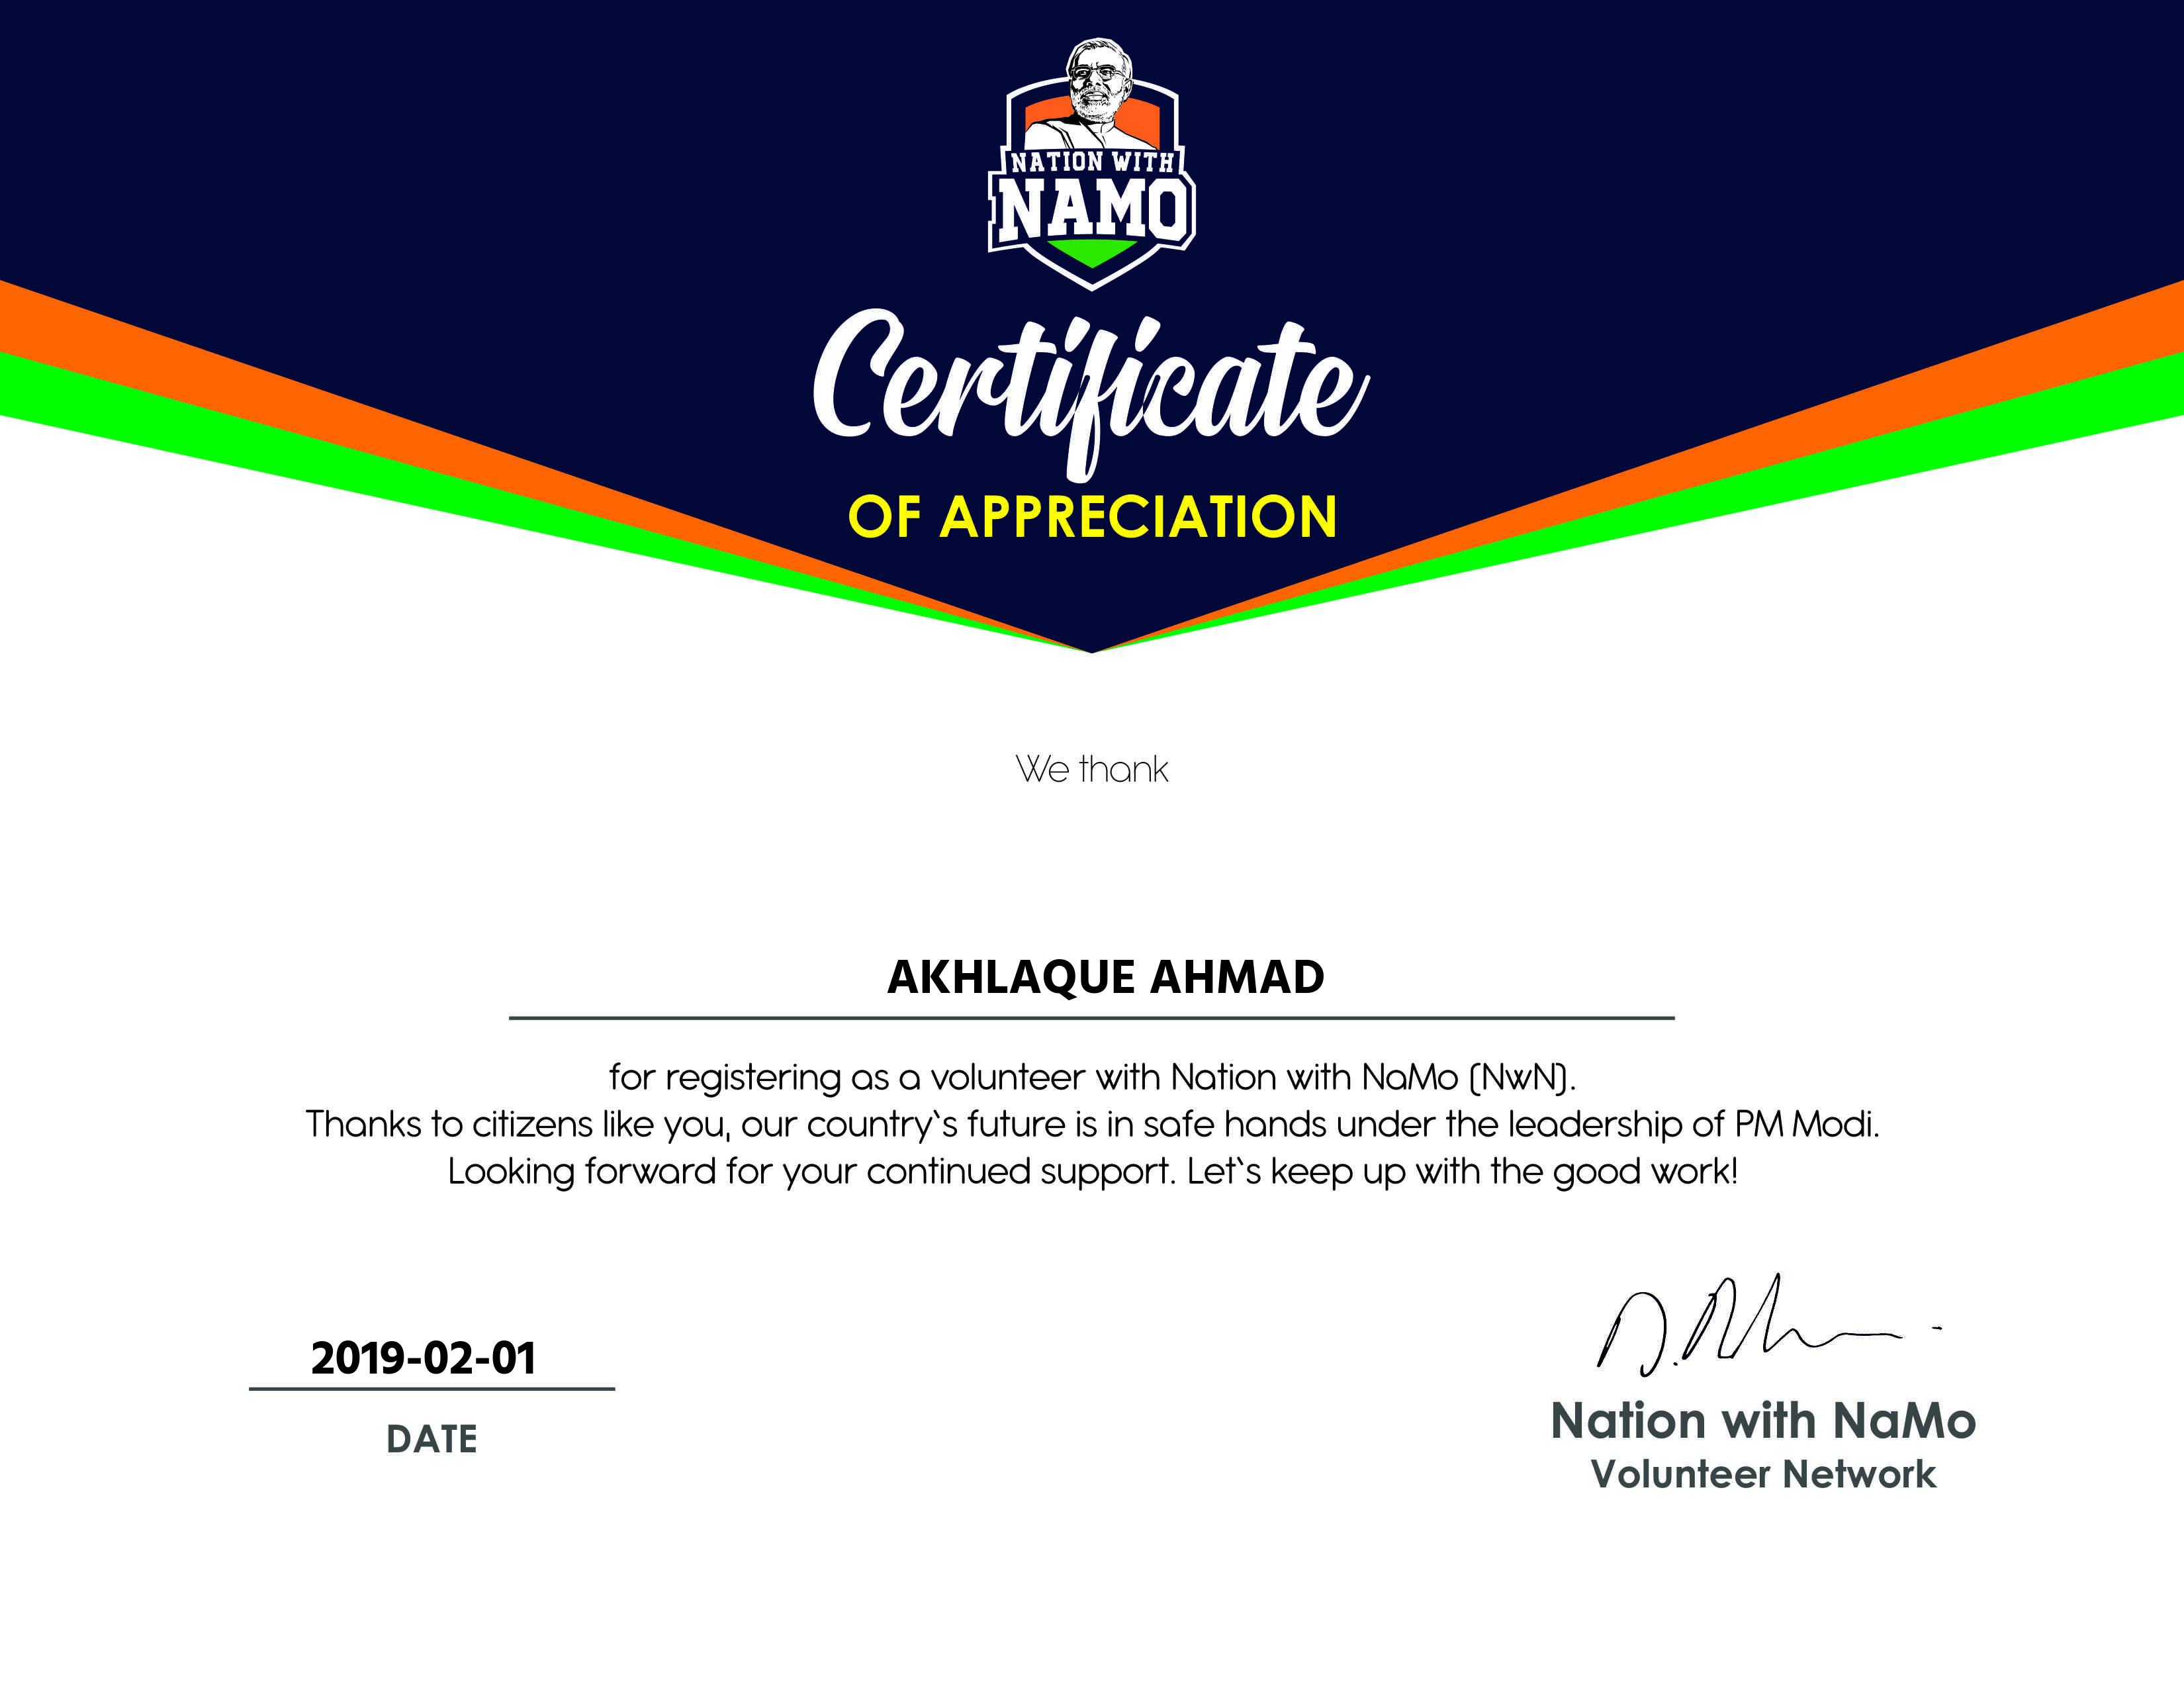 NATION WITH
NAMO
Certificate
OF APPRECIATION
We thank
AKHLAQUE AHMAD
for registering as a volunteer with Nation with NaMo (NwN).
Thanks to citizens like you, our country`s future is in safe hands under the leadership of PM Modi.
Looking forward for your continued support. Let`s keep up with the good work!
2019-02-01
DATE
Nation with NaMo
Volunteer Network